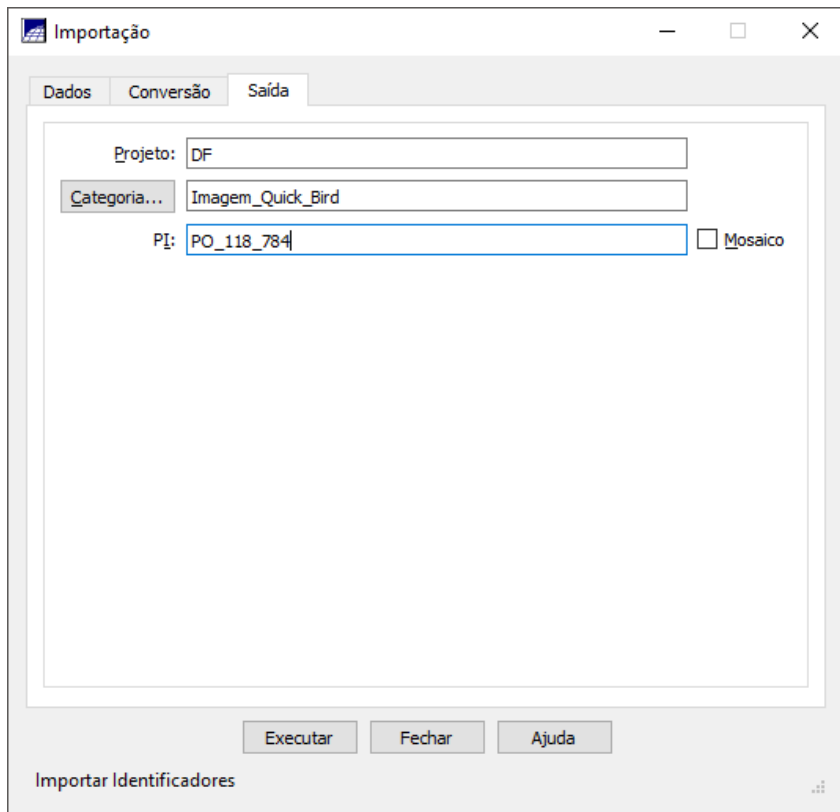 Importação
Dados Conversão Saída
Projeto: DF
Categoria... Imagem_Quick_Bird
PI: PO_118_784 Mosaico
Executar Fechar Ajuda
Importar Identificadores